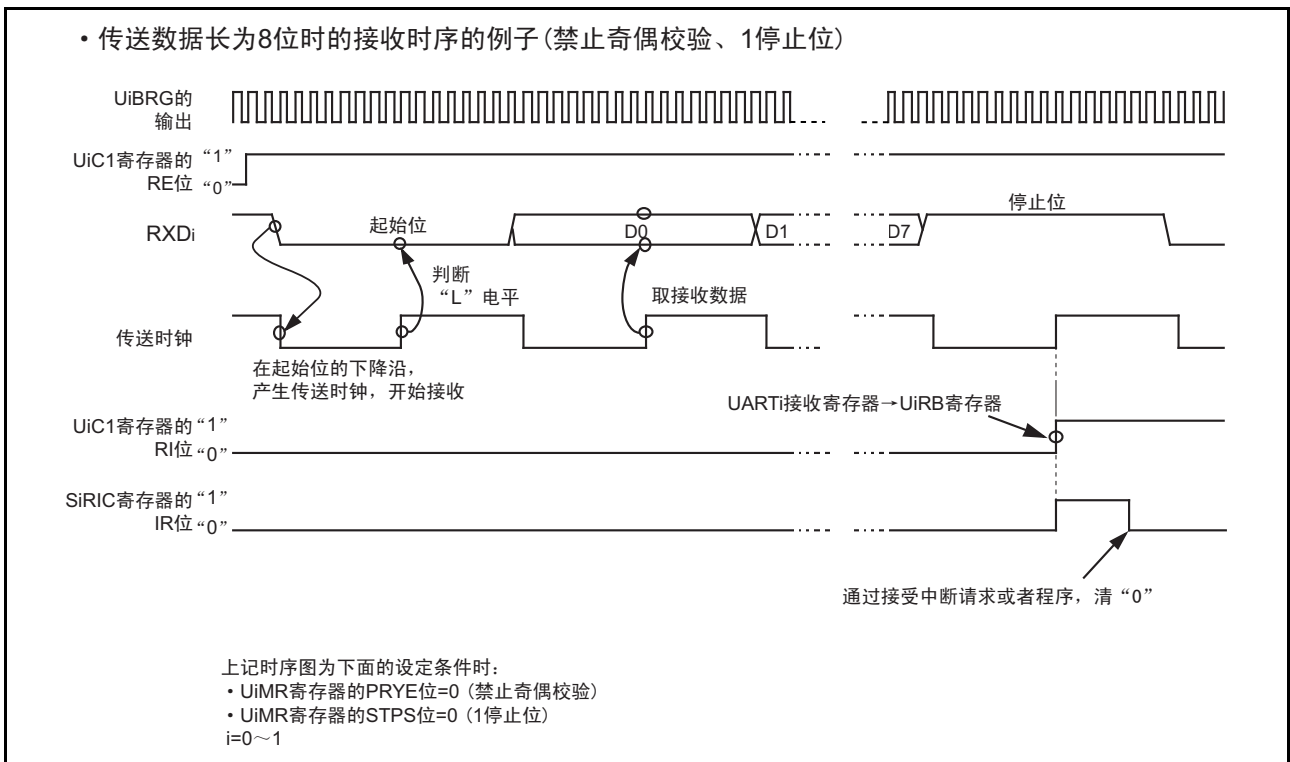 ・传送数据长为8位时的接收时序的例子(禁止奇偶校验、1停止位)
UiBRG的
输出
UiC1寄存器的 “1”
RE位 “0”
RXDi
起始位
D0
D1
D7
停止位
判断
“L”电平
取接收数据
传送时钟
在起始位的下降沿，
产生传送时钟，开始接收
UARTi接收寄存器→UiRB寄存器
UiC1寄存器的 “1”
RI位 “0”
SiRIC寄存器的 “1”
IR位 “0”
通过接受中断请求或者程序，清“0”
上记时序图为下面的设定条件时：
・UiMR寄存器的PRYE位=0 (禁止奇偶校验)
・UiMR寄存器的STPS位=0 (1停止位)
i=0～1